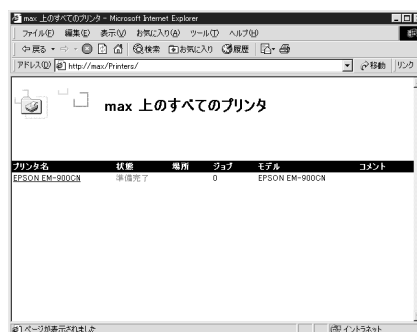 max 上のすべてのプリンタ - Microsoft Internet Explorer
ファイル(F) 編集(E) 表示(V) お気に入り(A) ツール(T) ヘルプ(H)
戻る 検索 お気に入り 履歴
アドレス(D) http://max/Printers/ 移動 リンク
max 上のすべてのプリンタ
プリンタ名 状態 場所 ジョブ モデル コメント
EPSON EM-900CN 準備完了 0 EPSON EM-900CN
ページが表示されました イントラネット